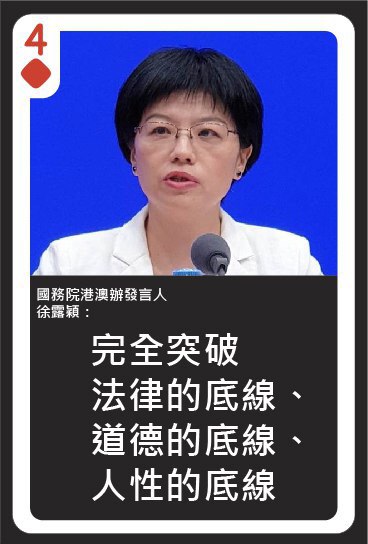 4
國務院港澳辦發言人
徐露穎：
完全突破
法律的底線、
道德的底線、
人性的底線